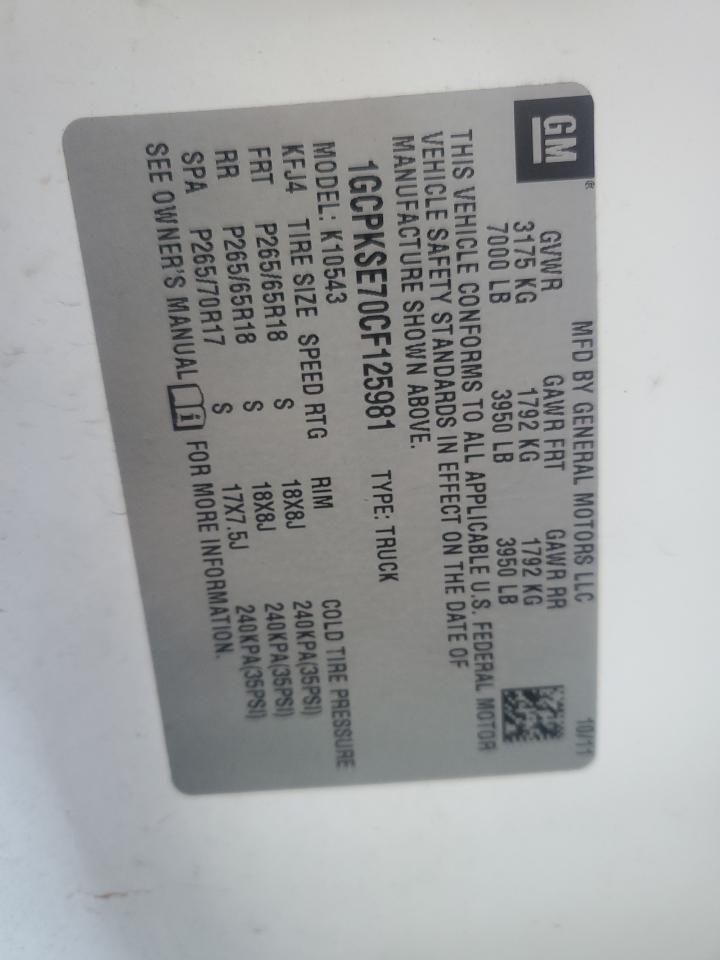 GM®
MFD BY GENERAL MOTORS LLC 10/11
GVWR GAWR FRT GAWR RR
3175 KG 1792 KG 1792 KG
7000 LB 3950 LB 3950 LB
THIS VEHICLE CONFORMS TO ALL APPLICABLE U.S. FEDERAL MOTOR
VEHICLE SAFETY STANDARDS IN EFFECT ON THE DATE OF
MANUFACTURE SHOWN ABOVE.
1GCPKSE70CF125981 TYPE: TRUCK
MODEL: K10543
KFJ4 TIRE SIZE SPEED RTG RIM COLD TIRE PRESSURE
FRT P265/65R18 S 18X8J 240KPA(35PSI)
RR P265/65R18 S 18X8J 240KPA(35PSI)
SPA P265/70R17 S 17X7.5J 240KPA(35PSI)
SEE OWNER'S MANUAL i FOR MORE INFORMATION.